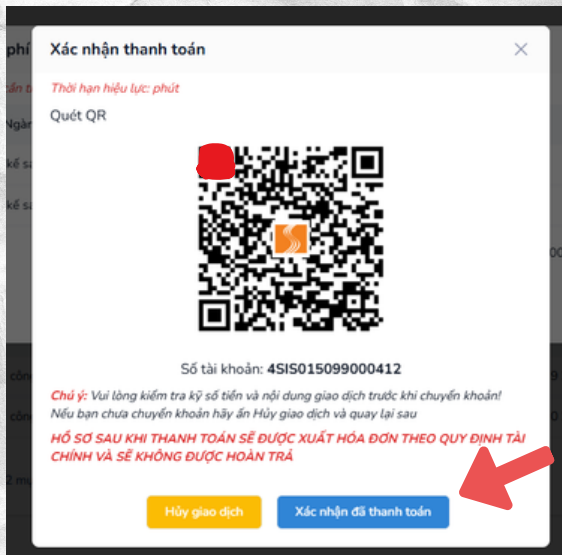 phí
Xác nhận thanh toán
Thời hạn hiệu lực: phút
Quét QR
Số tài khoản: 4SIS015099000412
Chú ý: Vui lòng kiểm tra kỹ số tiền và nội dung giao dịch trước khi chuyển khoản!
Nếu bạn chưa chuyển khoản hãy ấn Hủy giao dịch và quay lại sau
HỒ SƠ SAU KHI THANH TOÁN SẼ ĐƯỢC XUẤT HÓA ĐƠN THEO QUY ĐỊNH TÀI
CHÍNH VÀ SẼ KHÔNG ĐƯỢC HOÀN TRẢ
Hủy giao dịch
Xác nhận đã thanh toán